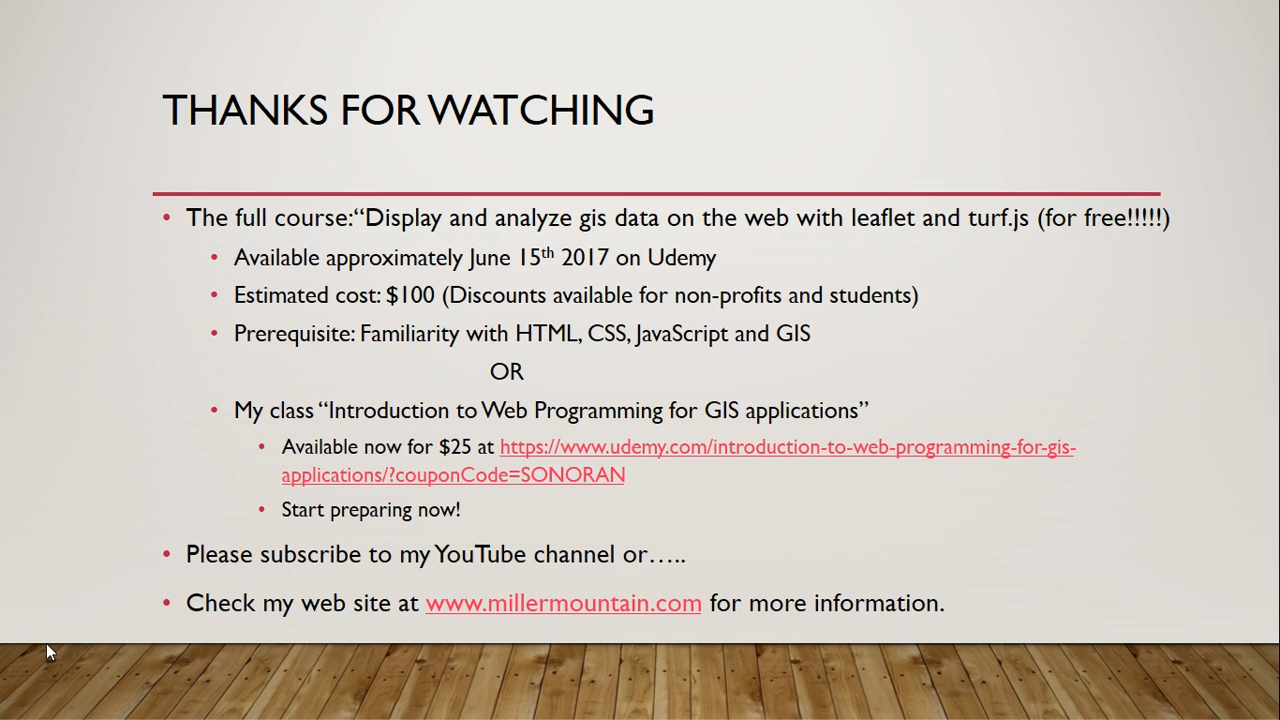 THANKS FOR WATCHING
• The full course:“Display and analyze gis data on the web with leaflet and turf.js (for free!!!!!)
• Available approximately June 15th 2017 on Udemy
• Estimated cost: $100 (Discounts available for non-profits and students)
• Prerequisite: Familiarity with HTML, CSS, JavaScript and GIS
OR
• My class “Introduction to Web Programming for GIS applications”
• Available now for $25 at https://www.udemy.com/introduction-to-web-programming-for-gis-
applications/?couponCode=SONORAN
• Start preparing now!
• Please subscribe to my YouTube channel or…..
• Check my web site at www.millermountain.com for more information.